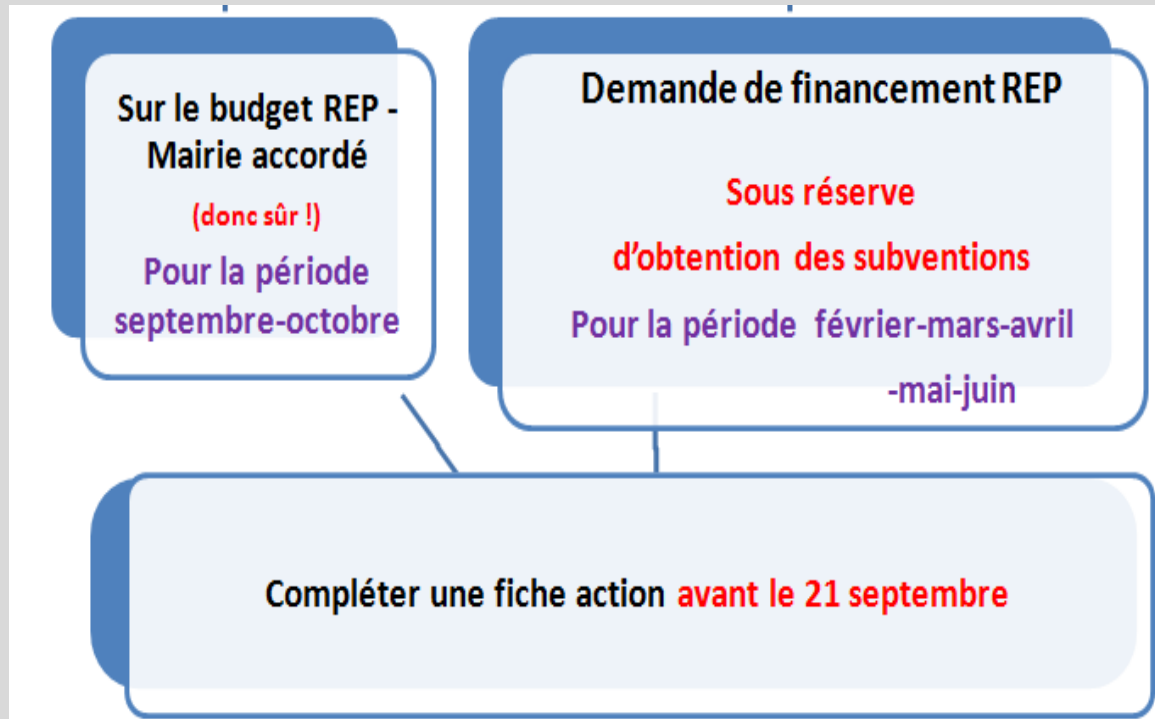 Sur le budget REP -
Mairie accordé
(donc sûr !)
Pour la période
septembre-octobre
Demande de financement REP
Sous réserve
d'obtention des subventions
Pour la période février-mars-avril
-mai-juin
Compléter une fiche action avant le 21 septembre